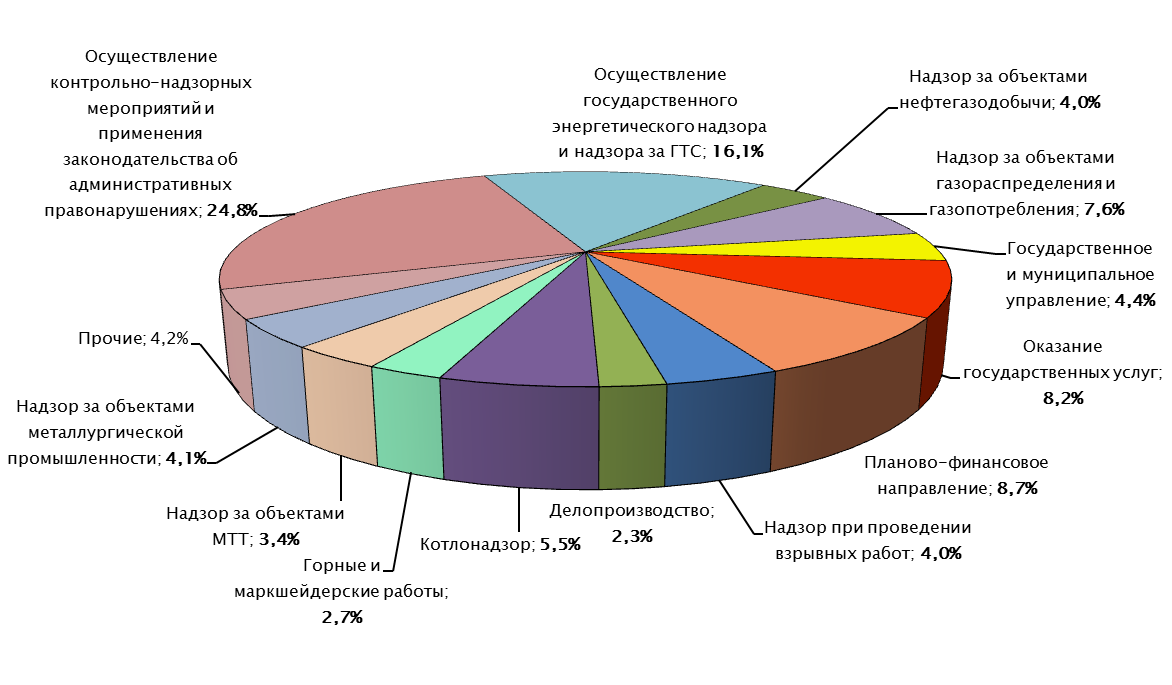 Осуществление
контрольно-надзорных
мероприятий и
применения
законодательства об
административных
правонарушениях; 24,8%
Осуществление
государственного
энергетического надзора
и надзора за ГТС; 16,1%
Надзор за объектами
нефтегазодобычи; 4,0%
Надзор за объектами
газораспределения и
газопотребления; 7,6%
Государственное
и муниципальное
управление; 4,4%
Оказание
государственных услуг;
8,2%
Планово-финансовое
направление; 8,7%
Надзор при проведении
взрывных работ; 4,0%
Делопроизводство;
2,3%
Котлонадзор; 5,5%
Горные и
маркшейдерские работы;
2,7%
Надзор за объектами
МТТ; 3,4%
Надзор за объектами
металлургической
промышленности; 4,1%
Прочие; 4,2%